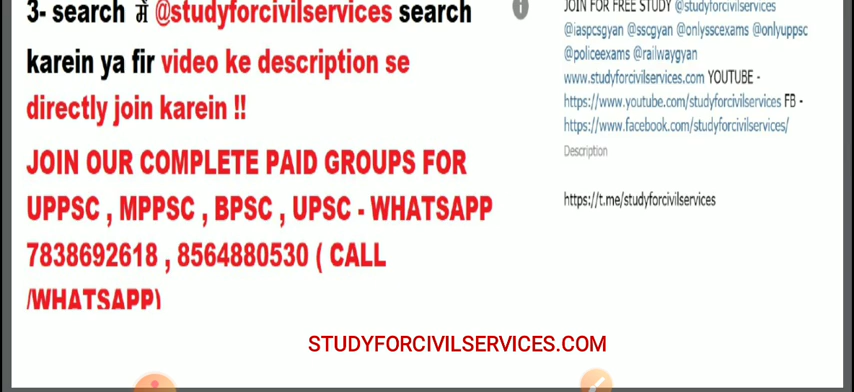 3- search में @studyforcivilservices search
karein ya fir video ke description se
directly join karein !!
JOIN OUR COMPLETE PAID GROUPS FOR
UPPSC , MPPSC , BPSC , UPSC - WHATSAPP
7838692618 , 8564880530 ( CALL
/WHATSAPP)
JOIN FOR FREE STUDY @studyforcivilservices
@iaspcsgyan @sscgyan @onlysscexams @onlyuppsc
@policeexams @railwaygyan
www.studyforcivilservices.com YOUTUBE -
https://www.youtube.com/studyforcivilservices FB -
https://www.facebook.com/studyforcivilservices/
Description
https://t.me/studyforcivilservices
STUDYFORCIVILSERVICES.COM